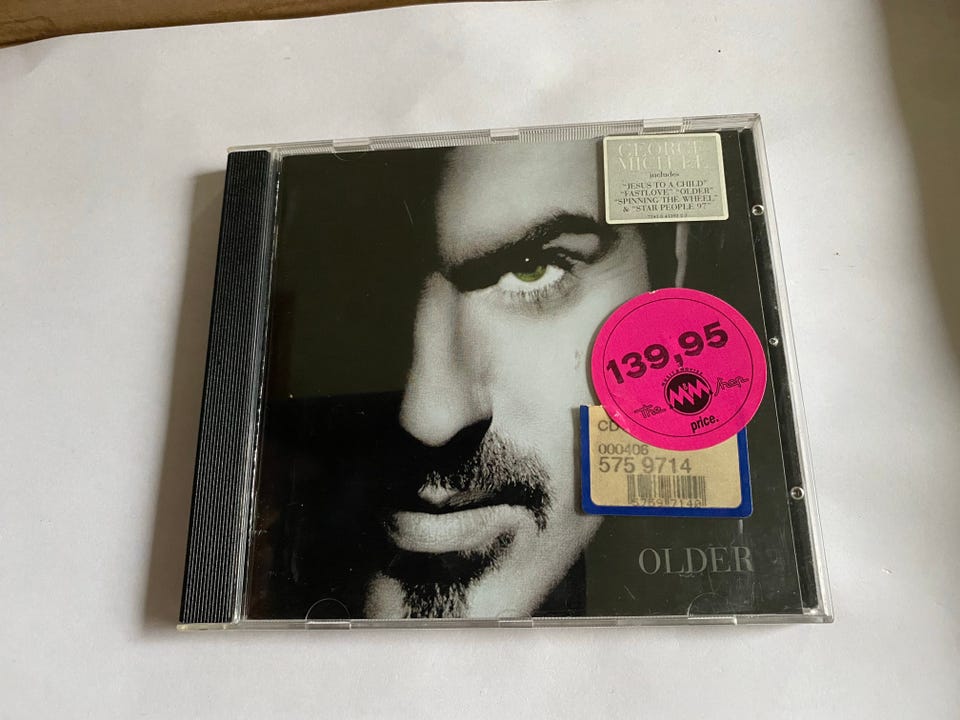 GEORGE
MICHAEL
includes
"JESUS TO A CHILD"
"FASTLOVE" "OLDER"
"SPINNING THE WHEEL"
& "STAR PEOPLE 97"
139,95
the
shop
price.
CD
000406
575 9714
OLDER